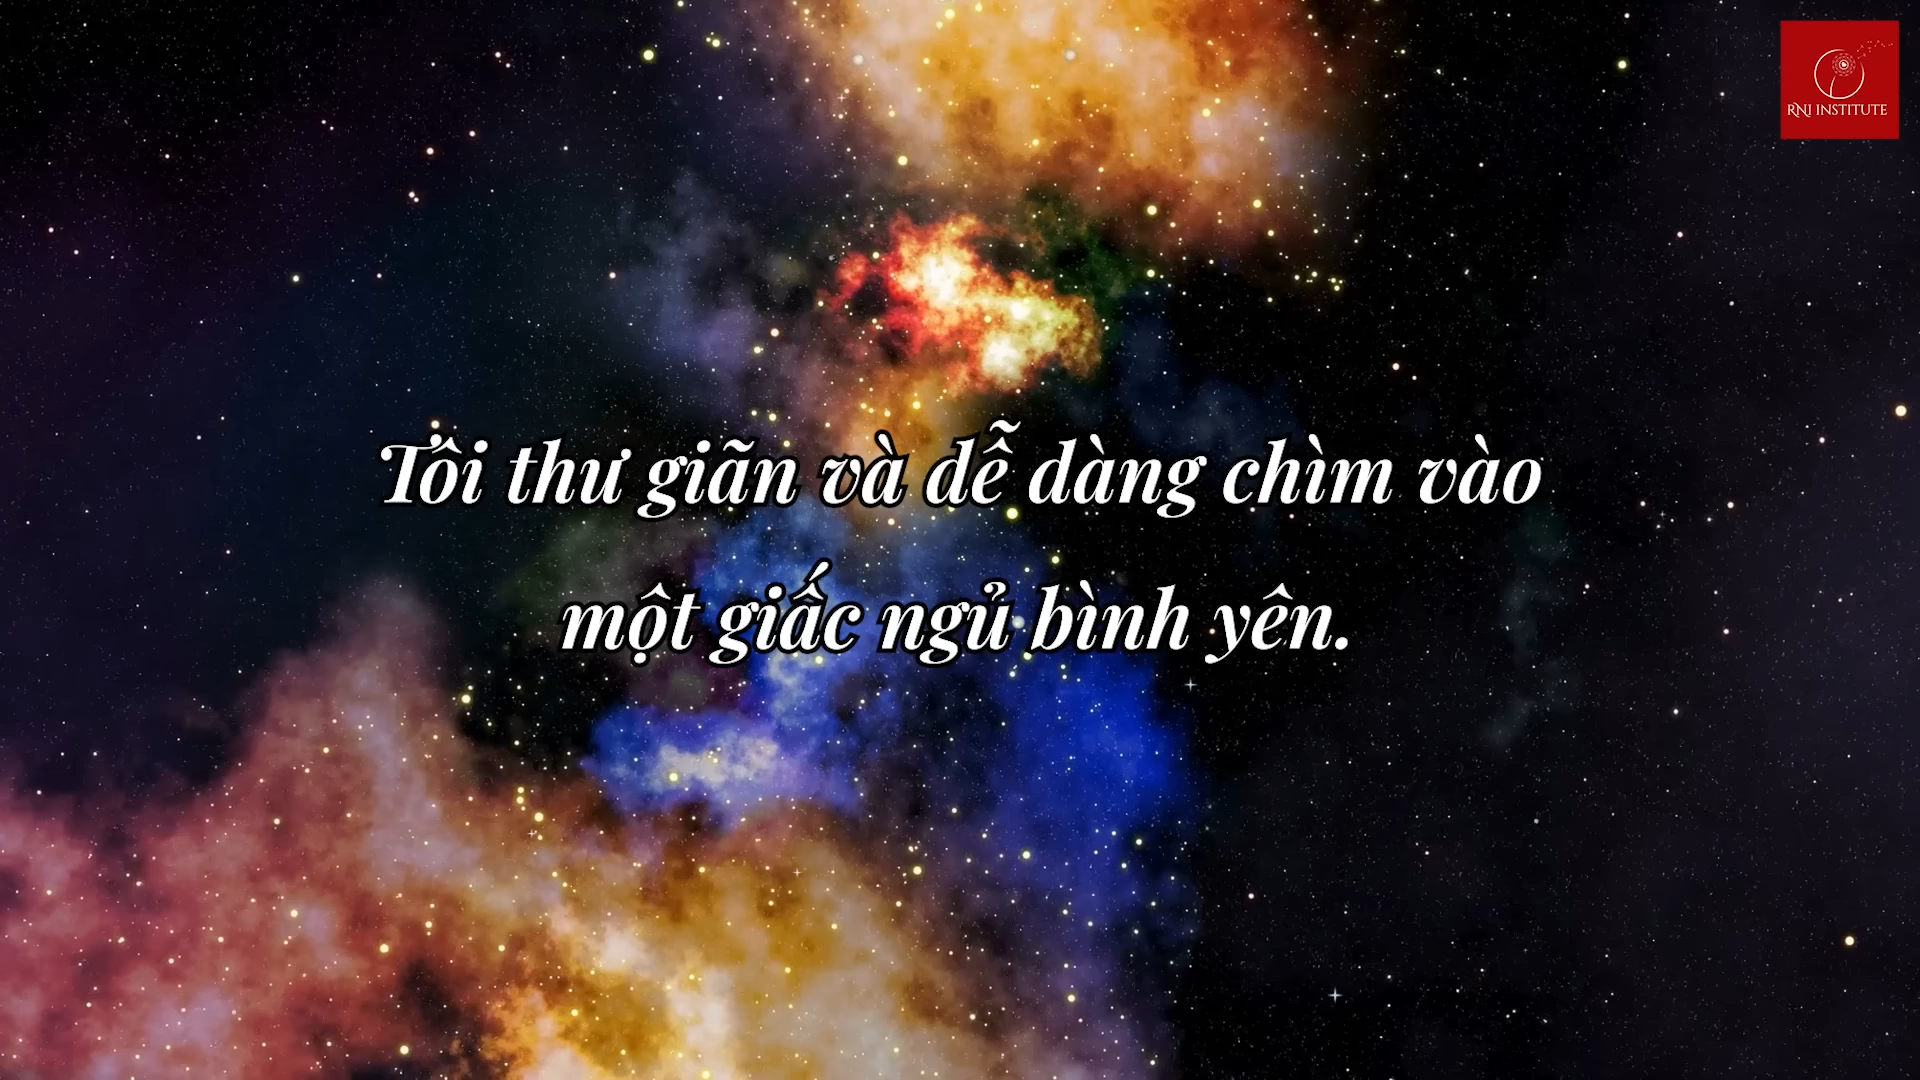 RNI INSTITUTE
Tôi thư giãn và dễ dàng chìm vào
một giấc ngủ bình yên.